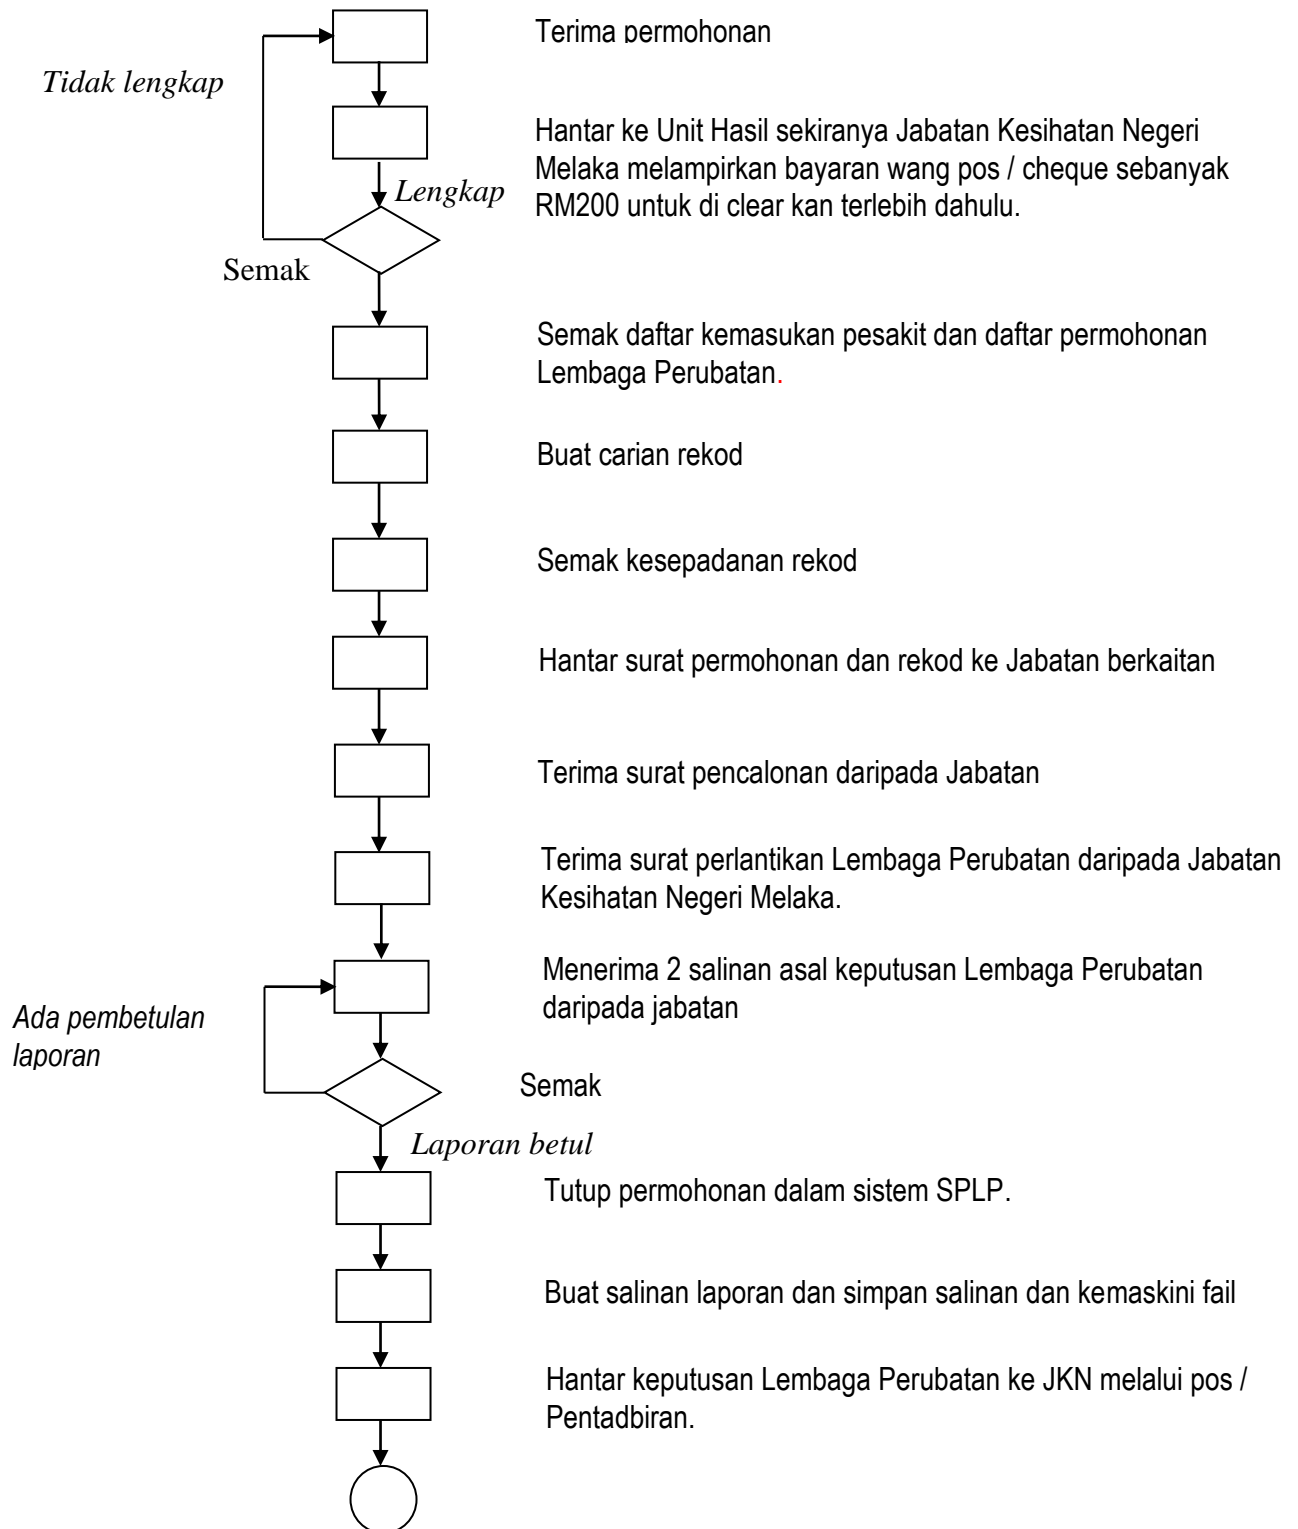 Terima permohonan
Tidak lengkap
Hantar ke Unit Hasil sekiranya Jabatan Kesihatan Negeri
Melaka melampirkan bayaran wang pos / cheque sebanyak
RM200 untuk di clear kan terlebih dahulu.
Lengkap
Semak
Semak daftar kemasukan pesakit dan daftar permohonan
Lembaga Perubatan.
Buat carian rekod
Semak kesepadanan rekod
Hantar surat permohonan dan rekod ke Jabatan berkaitan
Terima surat pencalonan daripada Jabatan
Terima surat perlantikan Lembaga Perubatan daripada Jabatan
Kesihatan Negeri Melaka.
Menerima 2 salinan asal keputusan Lembaga Perubatan
daripada jabatan
Ada pembetulan
laporan
Semak
Laporan betul
Tutup permohonan dalam sistem SPLP.
Buat salinan laporan dan simpan salinan dan kemaskini fail
Hantar keputusan Lembaga Perubatan ke JKN melalui pos /
Pentadbiran.